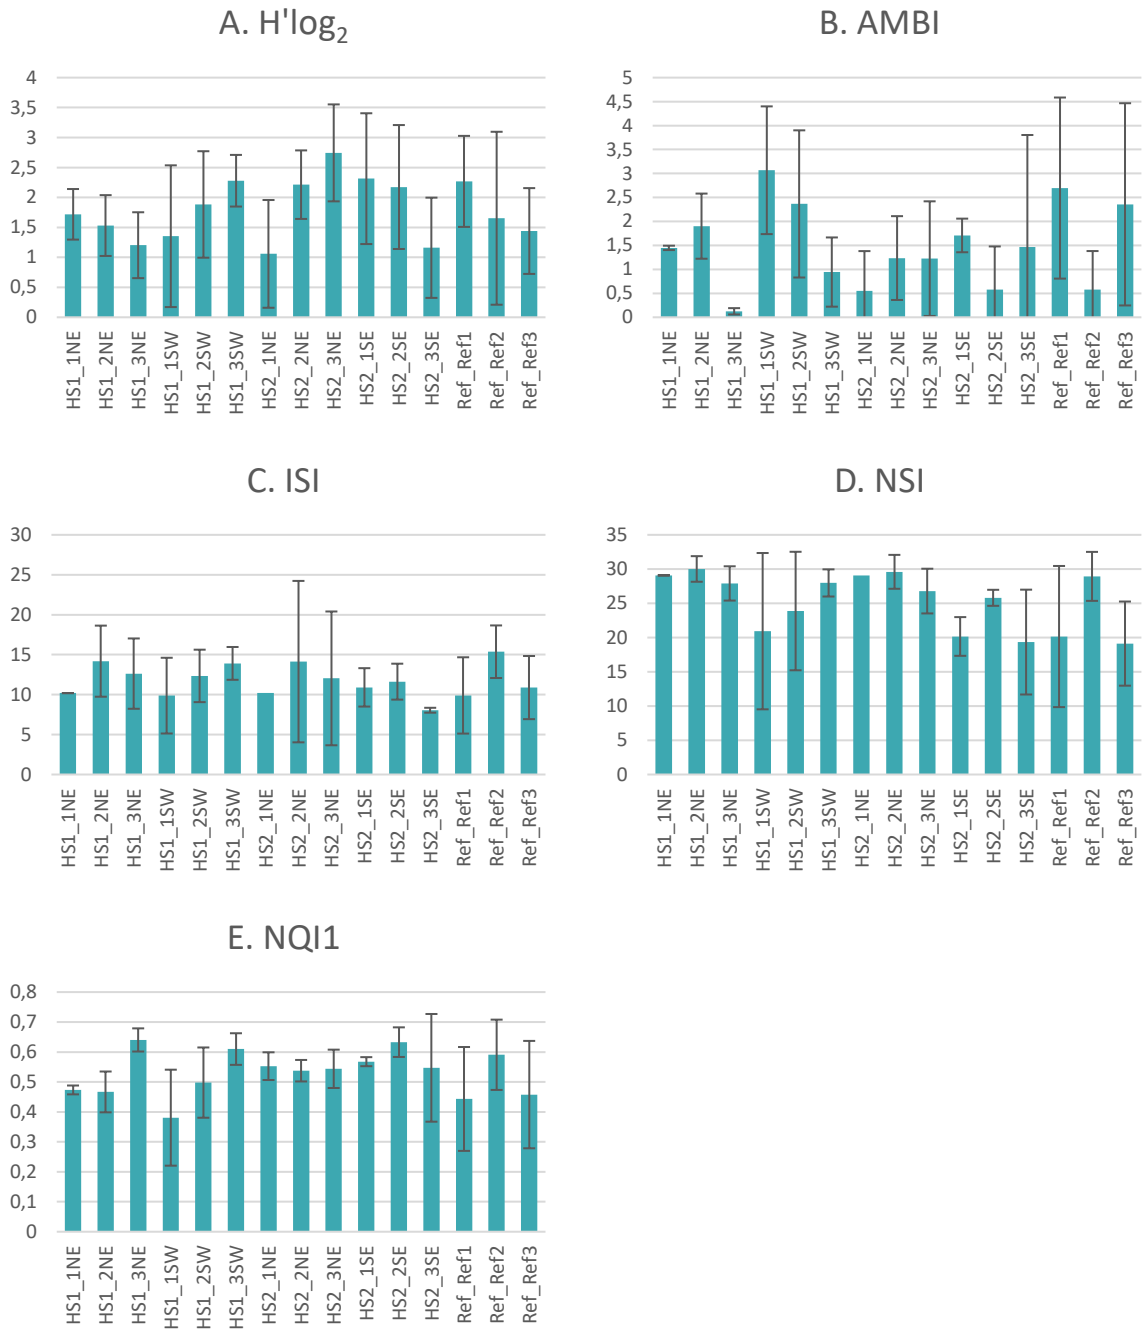 A. H'log₂
4
3,5
3
2,5
2
1,5
1
0,5
0
HS1_1NE
HS1_2NE
HS1_3NE
HS1_1SW
HS1_2SW
HS1_3SW
HS2_1NE
HS2_2NE
HS2_3NE
HS2_1SE
HS2_2SE
HS2_3SE
Ref_Ref1
Ref_Ref2
Ref_Ref3
B. AMBI
5
4,5
4
3,5
3
2,5
2
1,5
1
0,5
0
HS1_1NE
HS1_2NE
HS1_3NE
HS1_1SW
HS1_2SW
HS1_3SW
HS2_1NE
HS2_2NE
HS2_3NE
HS2_1SE
HS2_2SE
HS2_3SE
Ref_Ref1
Ref_Ref2
Ref_Ref3
C. ISI
30
25
20
15
10
5
0
HS1_1NE
HS1_2NE
HS1_3NE
HS1_1SW
HS1_2SW
HS1_3SW
HS2_1NE
HS2_2NE
HS2_3NE
HS2_1SE
HS2_2SE
HS2_3SE
Ref_Ref1
Ref_Ref2
Ref_Ref3
D. NSI
35
30
25
20
15
10
5
0
HS1_1NE
HS1_2NE
HS1_3NE
HS1_1SW
HS1_2SW
HS1_3SW
HS2_1NE
HS2_2NE
HS2_3NE
HS2_1SE
HS2_2SE
HS2_3SE
Ref_Ref1
Ref_Ref2
Ref_Ref3
E. NQI1
0,8
0,7
0,6
0,5
0,4
0,3
0,2
0,1
0
HS1_1NE
HS1_2NE
HS1_3NE
HS1_1SW
HS1_2SW
HS1_3SW
HS2_1NE
HS2_2NE
HS2_3NE
HS2_1SE
HS2_2SE
HS2_3SE
Ref_Ref1
Ref_Ref2
Ref_Ref3